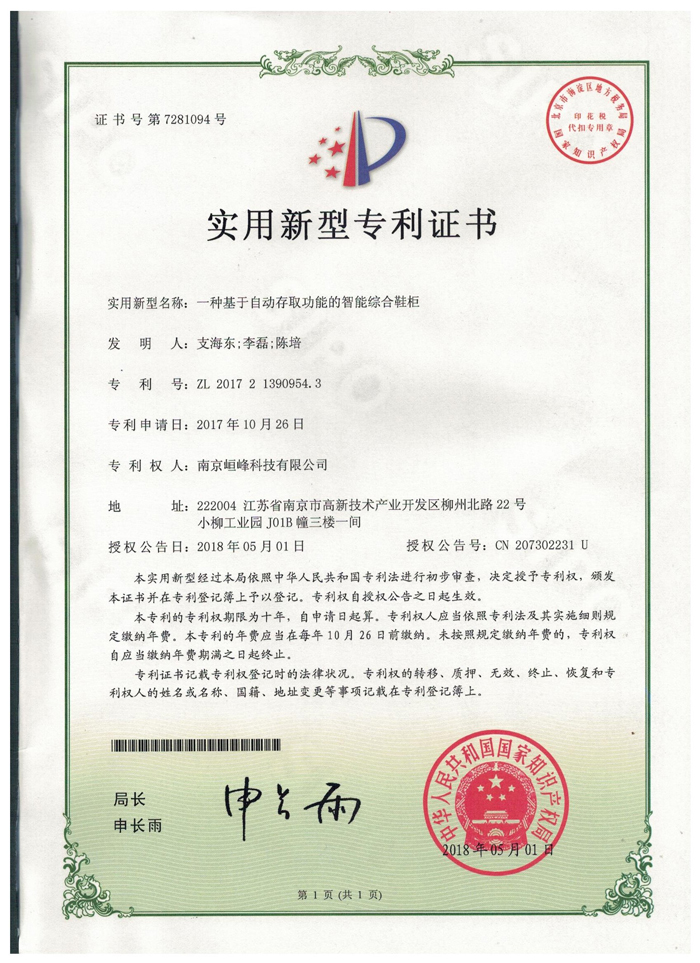 证书号第7281094号
北京市海淀区地方税务局
印花税
代扣专用章
国家知识产权局
实用新型专利证书
实用新型名称：一种基于自动存取功能的智能综合鞋柜
发明人：支海东;李磊;陈培
专利号：ZL 2017 2 1390954.3
专利申请日：2017年10月26日
专利权人：南京峘峰科技有限公司
地址：222004 江苏省南京市高新技术产业开发区柳州北路22号
小柳工业园J01B幢三楼一间
授权公告日：2018年05月01日 授权公告号：CN 207302231 U
本实用新型经过本局依照中华人民共和国专利法进行初步审查，决定授予专利权，颁发
本证书并在专利登记簿上予以登记。专利权自授权公告之日起生效。
本专利的专利权期限为十年，自申请日起算。专利权人应当依照专利法及其实施细则规
定缴纳年费。本专利的年费应当在每年10月26日前缴纳。未按照规定缴纳年费的，专利权
自应当缴纳年费期满之日起终止。
专利证书记载专利权登记时的法律状况。专利权的转移、质押、无效、终止、恢复和专
利权人的姓名或名称、国籍、地址变更等事项记载在专利登记簿上。
局长
申长雨
申长雨
中华人民共和国国家知识产权局
2018年05月01日
第1页(共1页)